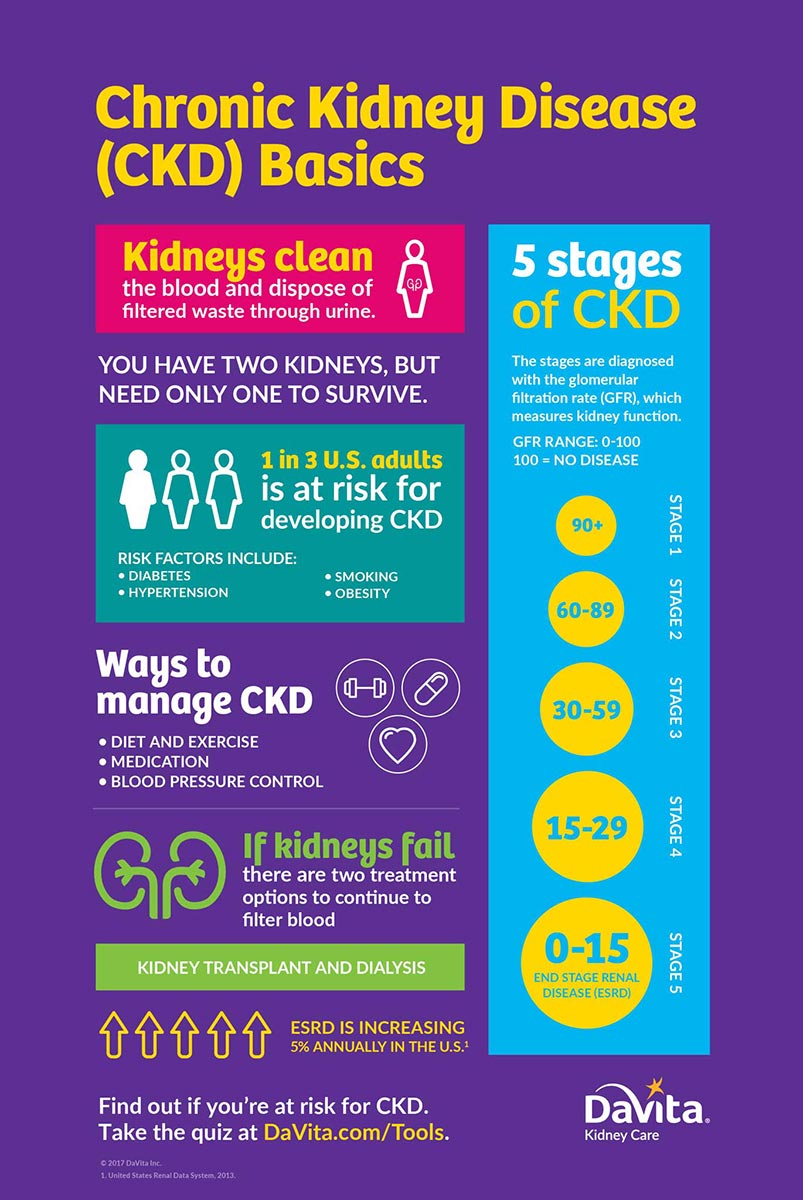 Chronic Kidney Disease
(CKD) Basics
Kidneys clean
the blood and dispose of
filtered waste through urine.
YOU HAVE TWO KIDNEYS, BUT
NEED ONLY ONE TO SURVIVE.
1 in 3 U.S. adults
is at risk for
developing CKD
RISK FACTORS INCLUDE:
• DIABETES
• HYPERTENSION
• SMOKING
• OBESITY
Ways to
manage CKD
• DIET AND EXERCISE
• MEDICATION
• BLOOD PRESSURE CONTROL
If kidneys fail
there are two treatment
options to continue to
filter blood
KIDNEY TRANSPLANT AND DIALYSIS
ESRD IS INCREASING
5% ANNUALLY IN THE U.S.¹
5 stages
of CKD
The stages are diagnosed
with the glomerular
filtration rate (GFR), which
measures kidney function.
GFR RANGE: 0-100
100 = NO DISEASE
90+
STAGE 1
60-89
STAGE 2
30-59
STAGE 3
15-29
STAGE 4
0-15
END STAGE RENAL
DISEASE (ESRD)
STAGE 5
Find out if you're at risk for CKD.
Take the quiz at DaVita.com/Tools.
DaVita®
Kidney Care
© 2017 DaVita Inc.
1. United States Renal Data System, 2013.